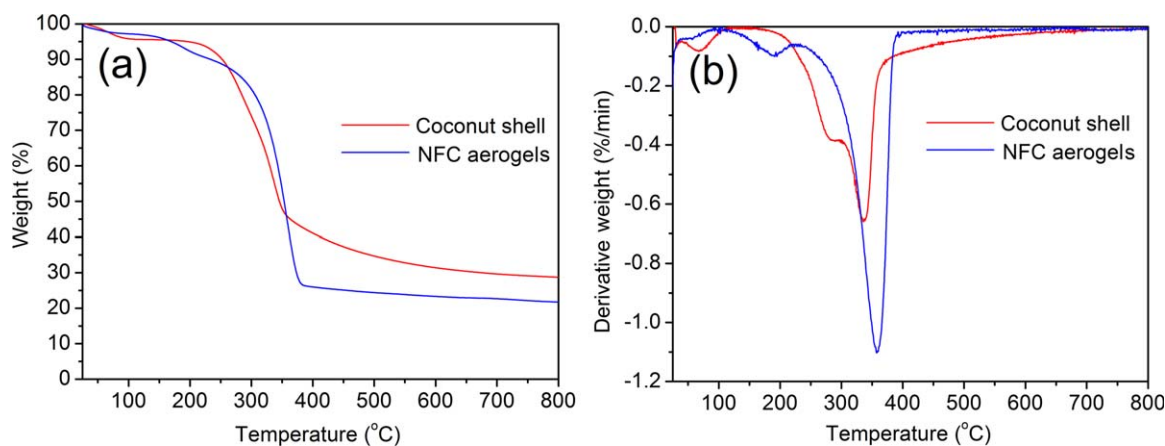 (a)
Weight (%)
100
90
80
70
60
50
40
30
20
10
0
Coconut shell
NFC aerogels
100 200 300 400 500 600 700 800
Temperature (°C)
(b)
Derivative weight (%/min)
0.0
-0.2
-0.4
-0.6
-0.8
-1.0
-1.2
Coconut shell
NFC aerogels
100 200 300 400 500 600 700 800
Temperature (°C)